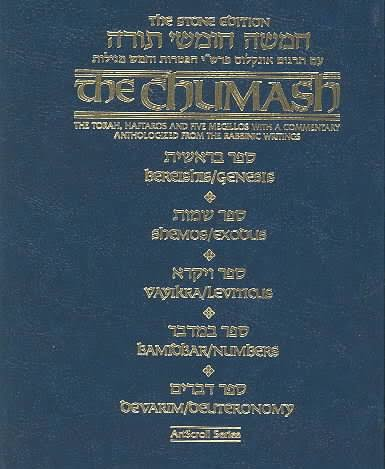 THE STONE EDITION
חמשה חומשי תורה
עם תרגום אונקלוס פרש״י הפטרות וחמש מגילות
the chumash
THE TORAH, HAFTAROS AND FIVE MEGILLOS WITH A COMMENTARY
ANTHOLOGIZED FROM THE RABBINIC WRITINGS
ספר בראשית
BEREISHIS/GENESIS
ספר שמות
SHEMOS/EXODUS
ספר ויקרא
VAYIKRA/LEVITICUS
ספר במדבר
BAMIDBAR/NUMBERS
ספר דברים
DEVARIM/DEUTERONOMY
ArtScroll Series